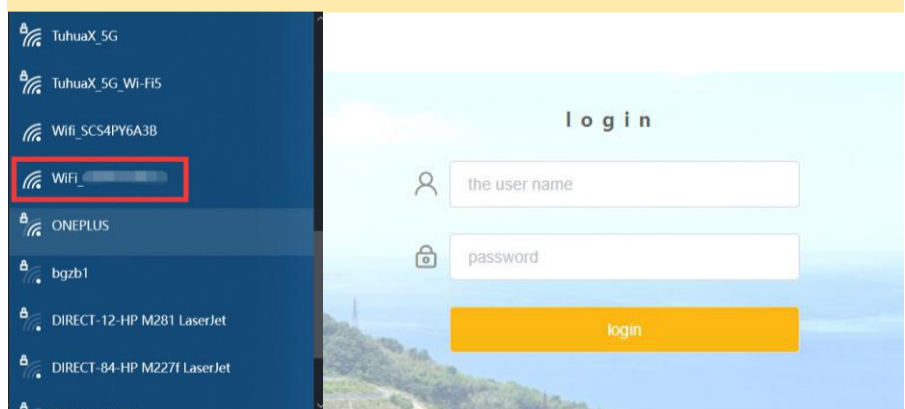 TuhuaX_5G
TuhuaX_5G_Wi-Fi5
Wifi_SCS4PY6A3B
WiFi_
ONEPLUS
bgzb1
DIRECT-12-HP M281 LaserJet
DIRECT-84-HP M227f LaserJet
login
the user name
password
login